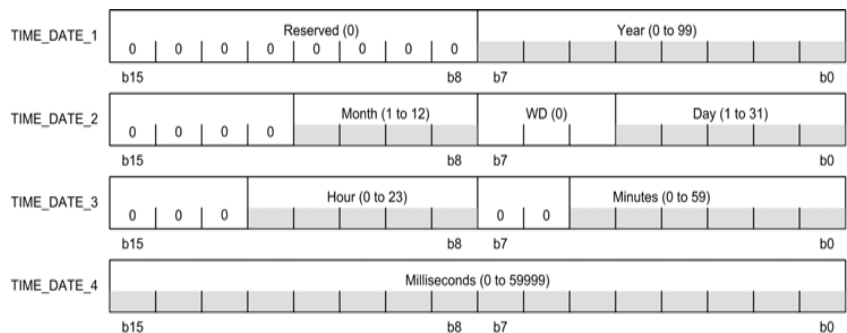 TIME_DATE_1 Reserved (0) Year (0 to 99)
0 0 0 0 0 0 0 0
b15 b8 b7 b0
TIME_DATE_2 Month (1 to 12) WD (0) Day (1 to 31)
0 0 0 0
b15 b8 b7 b0
TIME_DATE_3 Hour (0 to 23) Minutes (0 to 59)
0 0 0 0 0
b15 b8 b7 b0
TIME_DATE_4 Milliseconds (0 to 59999)
b15 b8 b7 b0